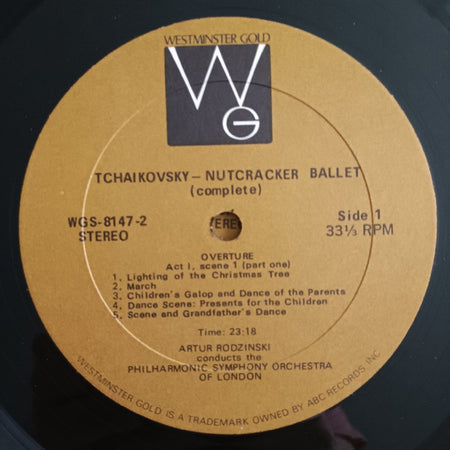 WESTMINSTER GOLD
WG
TCHAIKOVSKY – NUTCRACKER BALLET
(complete)
WGS-8147-2
STEREO
Side 1
33⅓ RPM
OVERTURE
Act I, scene 1 (part one)
1. Lighting of the Christmas Tree
2. March
3. Children's Galop and Dance of the Parents
4. Dance Scene: Presents for the Children
5. Scene and Grandfather's Dance
Time: 23:18
ARTUR RODZINSKI
conducts the
PHILHARMONIC SYMPHONY ORCHESTRA
OF LONDON
WESTMINSTER GOLD IS A TRADEMARK OWNED BY ABC RECORDS INC